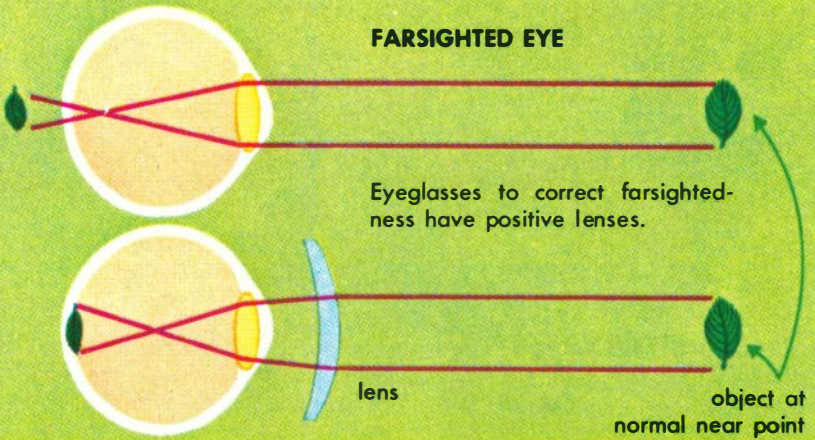 FARSIGHTED EYE
Eyeglasses to correct farsighted-
ness have positive lenses.
lens
object at
normal near point